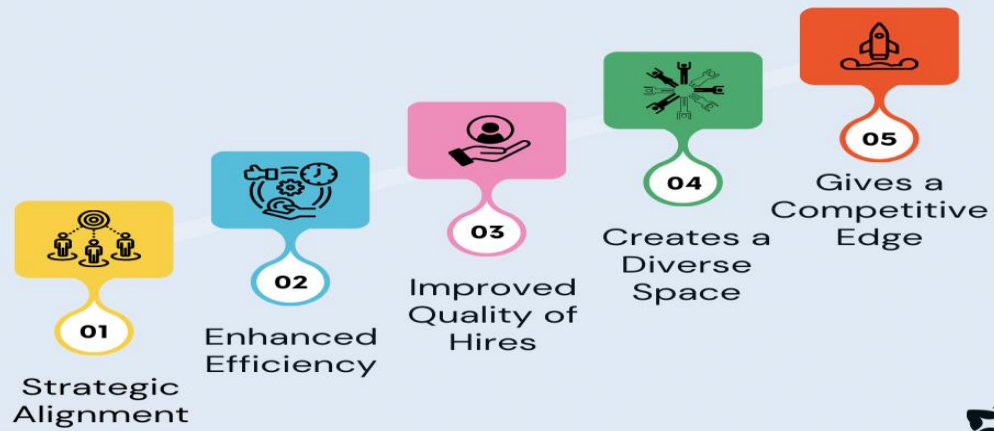 01
Strategic
Alignment
02
Enhanced
Efficiency
03
Improved
Quality of
Hires
04
Creates a
Diverse
Space
05
Gives a
Competitive
Edge